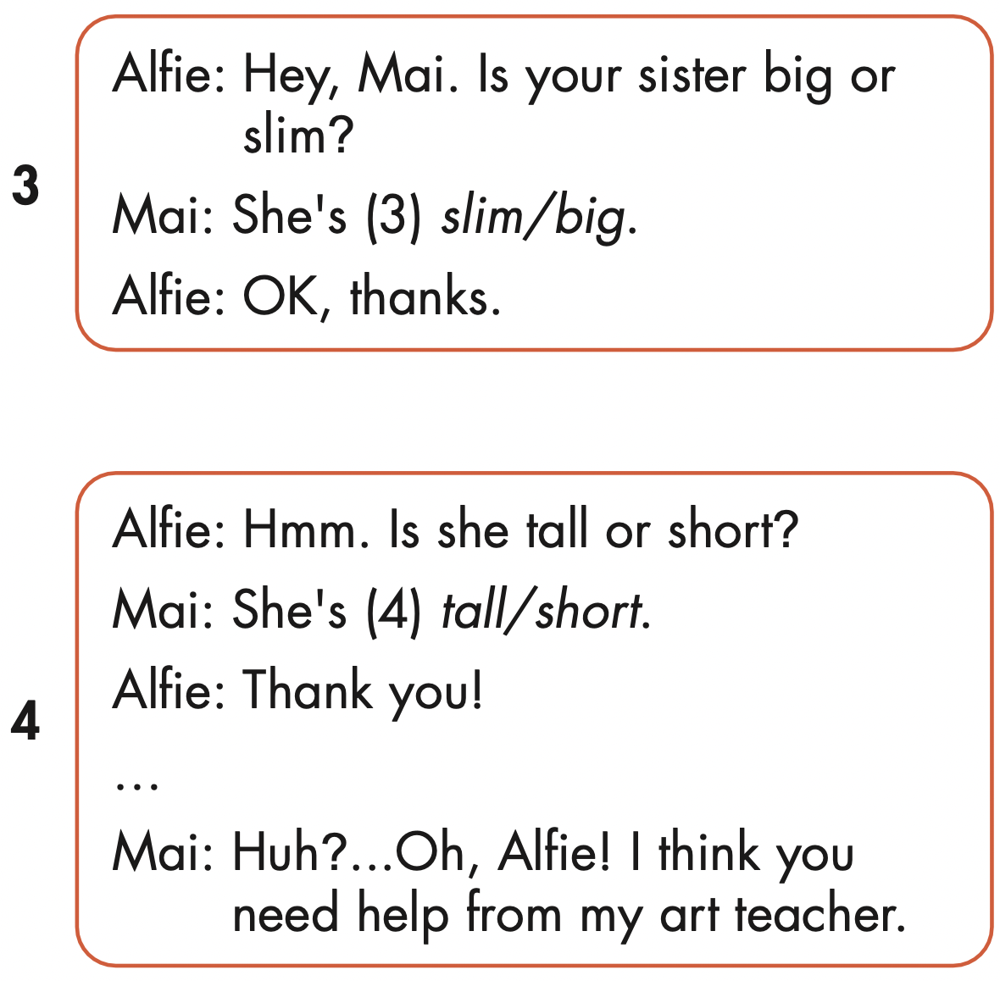 3
Alfie: Hey, Mai. Is your sister big or
slim?
Mai: She's (3) slim/big.
Alfie: OK, thanks.
4
Alfie: Hmm. Is she tall or short?
Mai: She's (4) tall/short.
Alfie: Thank you!
...
Mai: Huh?...Oh, Alfie! I think you
need help from my art teacher.